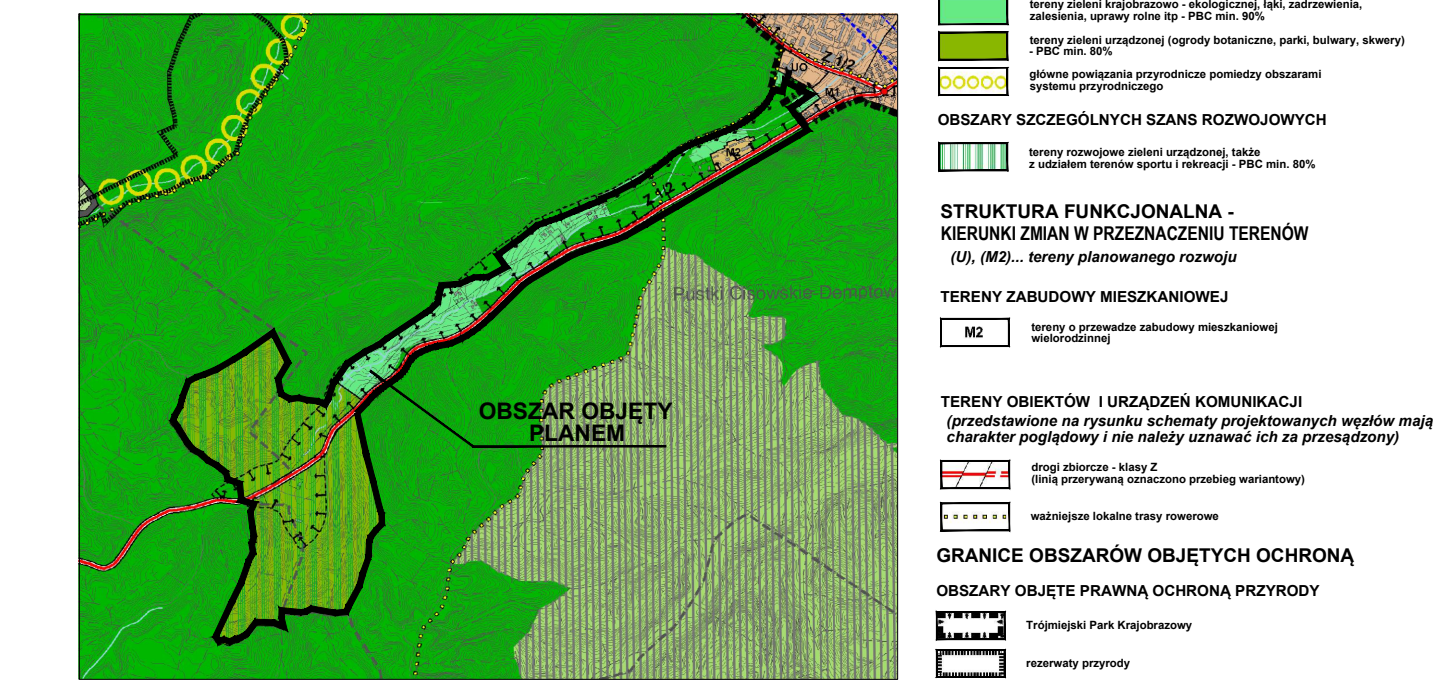 Z 1/2
UO
M1
M2
Z 1/2
Pustki Cisowskie-Demptow
OBSZAR OBJĘTY
PLANEM
tereny zieleni krajobrazowo - ekologicznej, łąki, zadrzewienia,
zalesienia, uprawy rolne itp - PBC min. 90%
tereny zieleni urządzonej (ogrody botaniczne, parki, bulwary, skwery)
- PBC min. 80%
główne powiązania przyrodnicze pomiedzy obszarami
systemu przyrodniczego
OBSZARY SZCZEGÓLNYCH SZANS ROZWOJOWYCH
tereny rozwojowe zieleni urządzonej, także
z udziałem terenów sportu i rekreacji - PBC min. 80%
STRUKTURA FUNKCJONALNA -
KIERUNKI ZMIAN W PRZEZNACZENIU TERENÓW
(U), (M2)... tereny planowanego rozwoju
TERENY ZABUDOWY MIESZKANIOWEJ
M2
tereny o przewadze zabudowy mieszkaniowej
wielorodzinnej
TERENY OBIEKTÓW I URZĄDZEŃ KOMUNIKACJI
(przedstawione na rysunku schematy projektowanych węzłów mają
charakter poglądowy i nie należy uznawać ich za przesądzony)
drogi zbiorcze - klasy Z
(linią przerywaną oznaczono przebieg wariantowy)
ważniejsze lokalne trasy rowerowe
GRANICE OBSZARÓW OBJĘTYCH OCHRONĄ
OBSZARY OBJĘTE PRAWNĄ OCHRONĄ PRZYRODY
Trójmiejski Park Krajobrazowy
rezerwaty przyrody